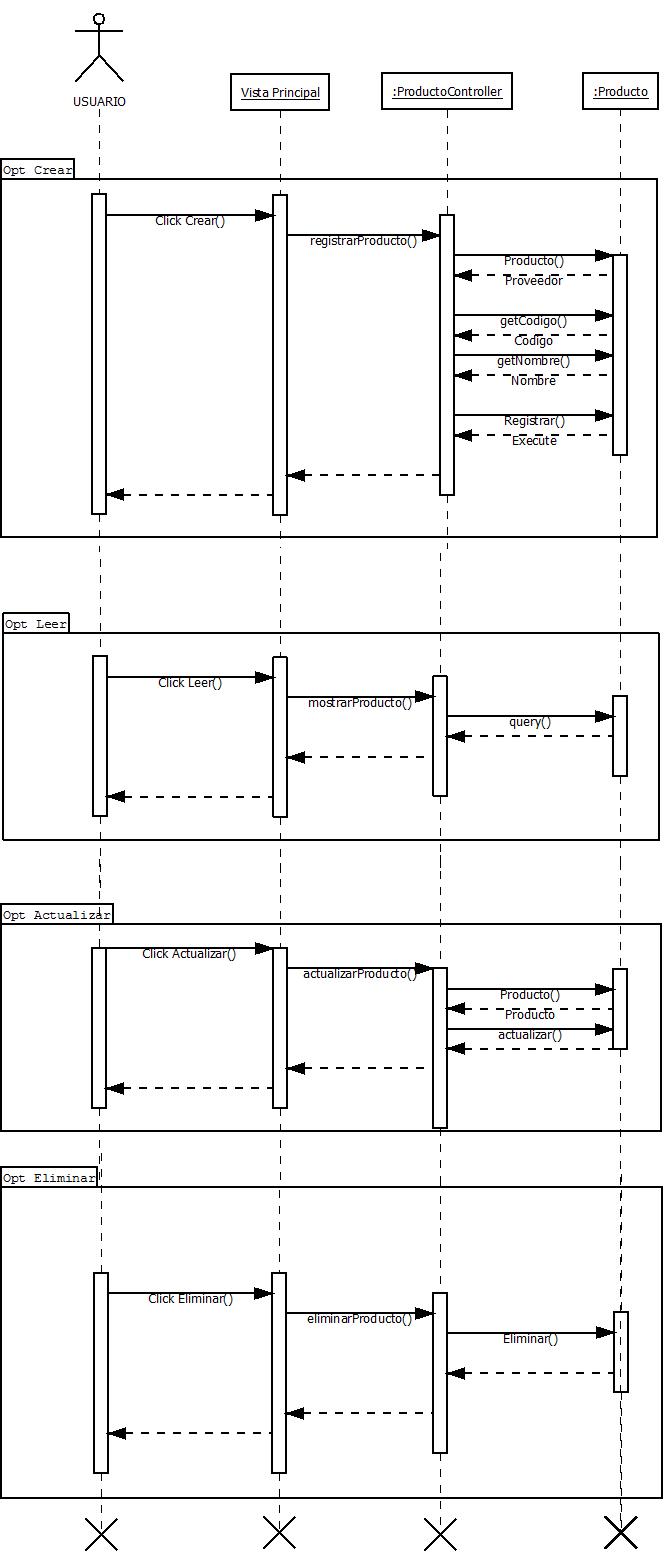 USUARIO
Vista Principal
:ProductoController
:Producto
Opt Crear
Click Crear()
registrarProducto()
Producto()
Proveedor
getCodigo()
Codigo
getNombre()
Nombre
Registrar()
Execute
Opt Leer
Click Leer()
mostrarProducto()
query()
Opt Actualizar
Click Actualizar()
actualizarProducto()
Producto()
Producto
actualizar()
Opt Eliminar
Click Eliminar()
eliminarProducto()
Eliminar()